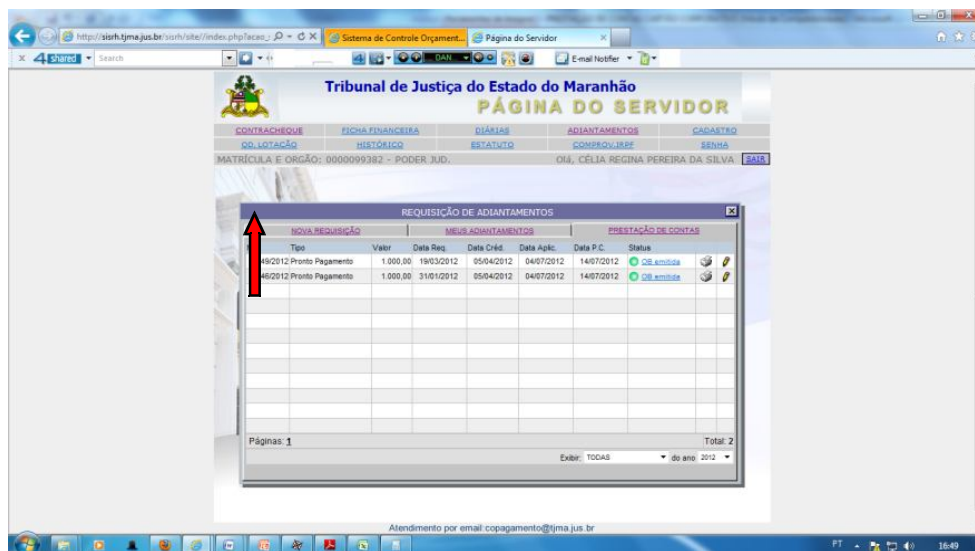 http://sisrh.tjma.jus.br/sisrh/site//index.php?acao_:
Sistema de Controle Orçament...
Página do Servidor
4 shared
Search
DAN
E-mail Notifier
Tribunal de Justiça do Estado do Maranhão
PÁGINA DO SERVIDOR
CONTRACHEQUE FICHA FINANCEIRA DIÁRIAS ADIANTAMENTOS CADASTRO
QD. LOTAÇÃO HISTÓRICO ESTATUTO COMPROV.IRPF SENHA
MATRÍCULA E ORGÃO: 0000099382 - PODER JUD. OLÁ, CÉLIA REGINA PEREIRA DA SILVA SAIR
REQUISIÇÃO DE ADIANTAMENTOS
NOVA REQUISIÇÃO MEUS ADIANTAMENTOS PRESTAÇÃO DE CONTAS
Tipo Valor Data Req. Data Créd. Data Aplic. Data P.C. Status
49/2012 Pronto Pagamento 1.000,00 19/03/2012 05/04/2012 04/07/2012 14/07/2012 OB emitida
46/2012 Pronto Pagamento 1.000,00 31/01/2012 05/04/2012 04/07/2012 14/07/2012 OB emitida
Páginas: 1 Total: 2
Exibir: TODAS do ano 2012
Atendimento por email:copagamento@tjma.jus.br
PT 16:49